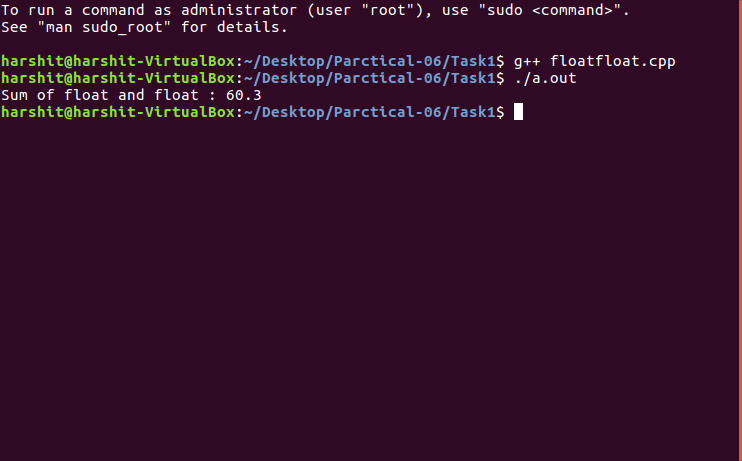 To run a command as administrator (user "root"), use "sudo <command>".
See "man sudo_root" for details.
harshit@harshit-VirtualBox:~/Desktop/Parctical-06/Task1$ g++ floatfloat.cpp
harshit@harshit-VirtualBox:~/Desktop/Parctical-06/Task1$ ./a.out
Sum of float and float : 60.3
harshit@harshit-VirtualBox:~/Desktop/Parctical-06/Task1$